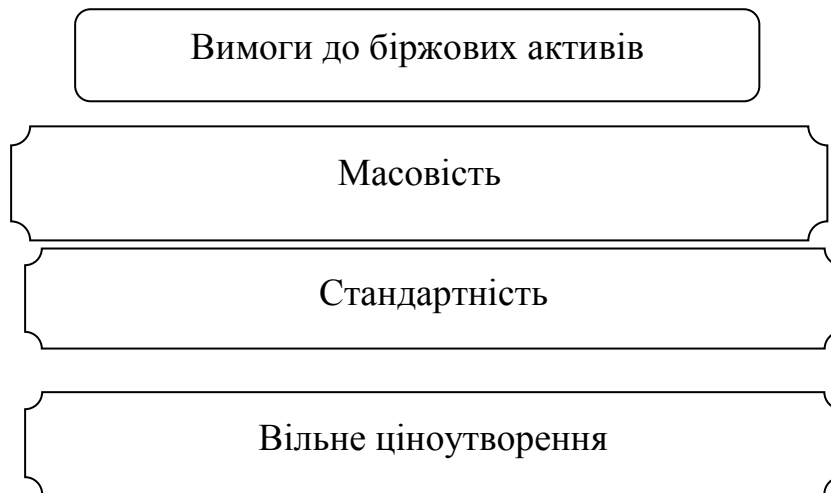 Вимоги до біржових активів
Масовість
Стандартність
Вільне ціноутворення